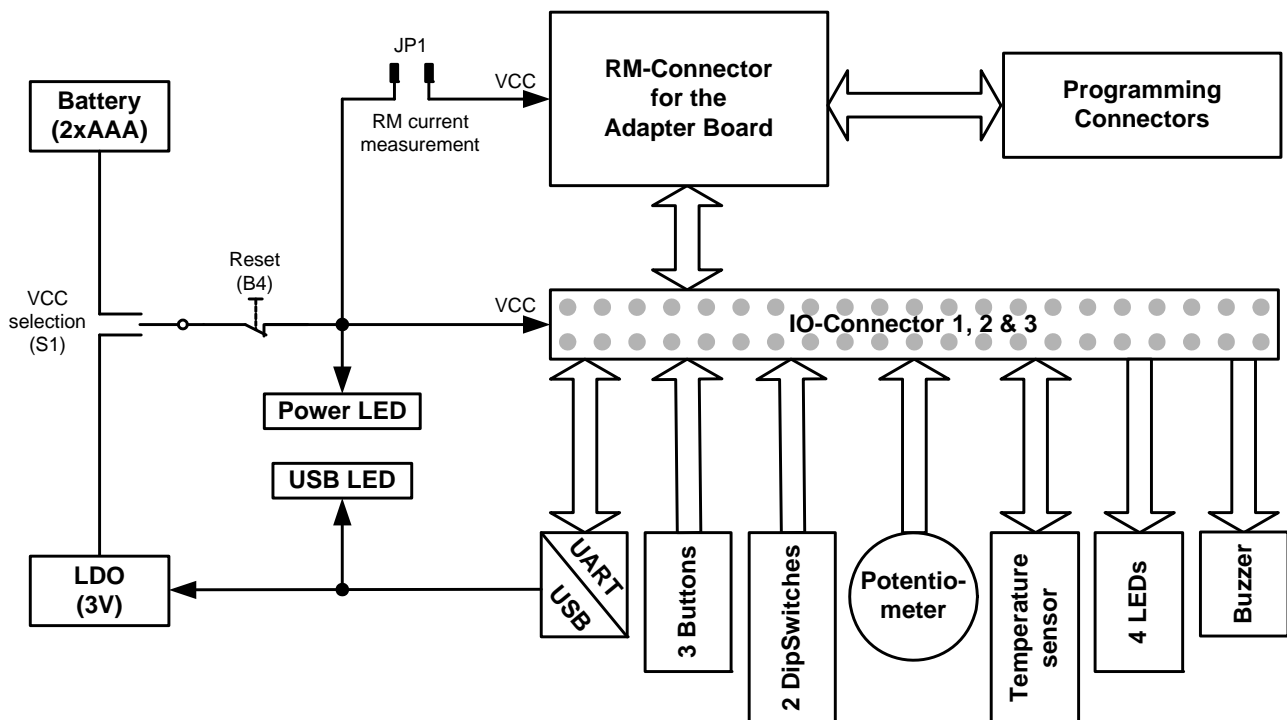 JP1
RM-Connector
for the
Adapter Board
Programming
Connectors
Battery
(2xAAA)
VCC
RM current
measurement
Reset
(B4)
VCC
selection
(S1)
VCC
IO-Connector 1, 2 & 3
Power LED
USB LED
LDO
(3V)
UART
USB
3 Buttons
2 DipSwitches
Potentio-
meter
Temperature
sensor
4 LEDs
Buzzer